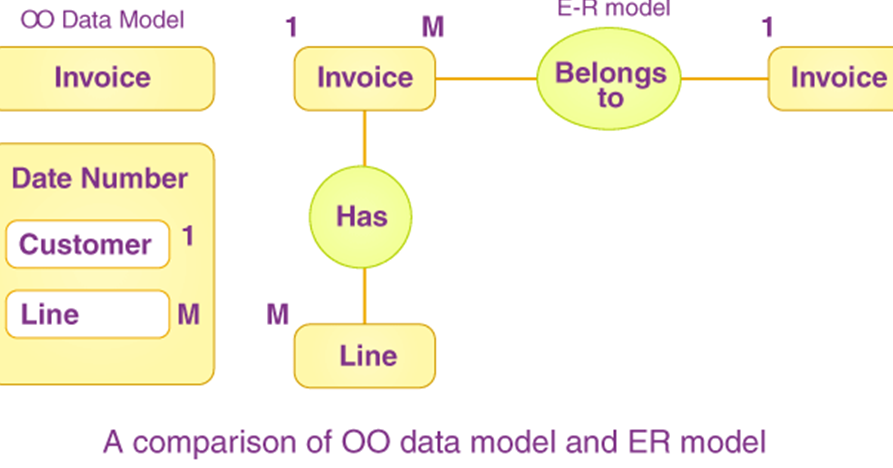 OO Data Model
E-R model
1
M
1
Invoice
Invoice
Belongs
to
Invoice
Date Number
Customer
1
Line
M
Has
M
Line
A comparison of OO data model and ER model